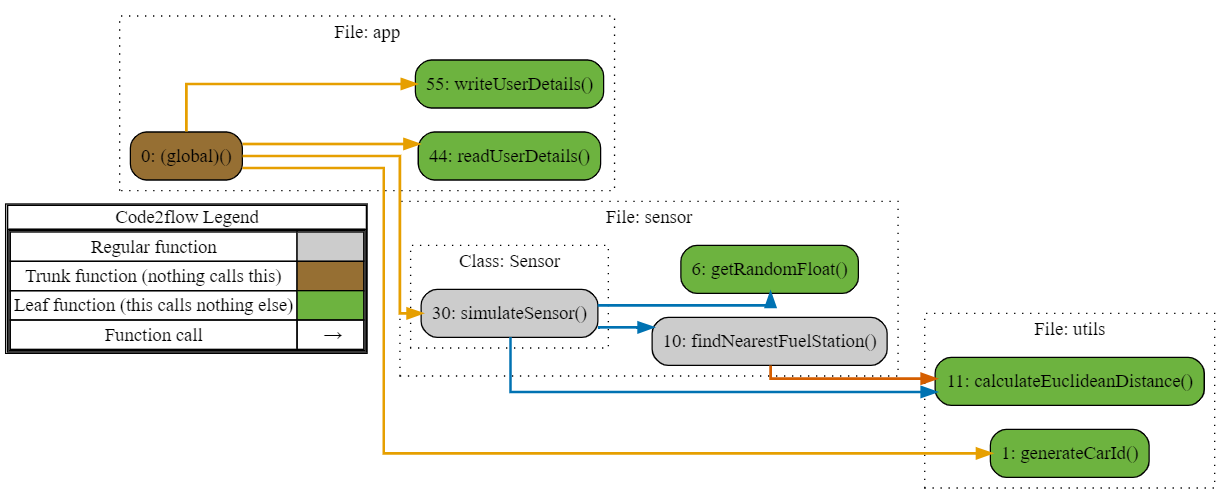 File: app
55: writeUserDetails()
0: (global)()
44: readUserDetails()
Code2flow Legend
Regular function
Trunk function (nothing calls this)
Leaf function (this calls nothing else)
Function call →
File: sensor
Class: Sensor
6: getRandomFloat()
30: simulateSensor()
10: findNearestFuelStation()
File: utils
11: calculateEuclideanDistance()
1: generateCarId()